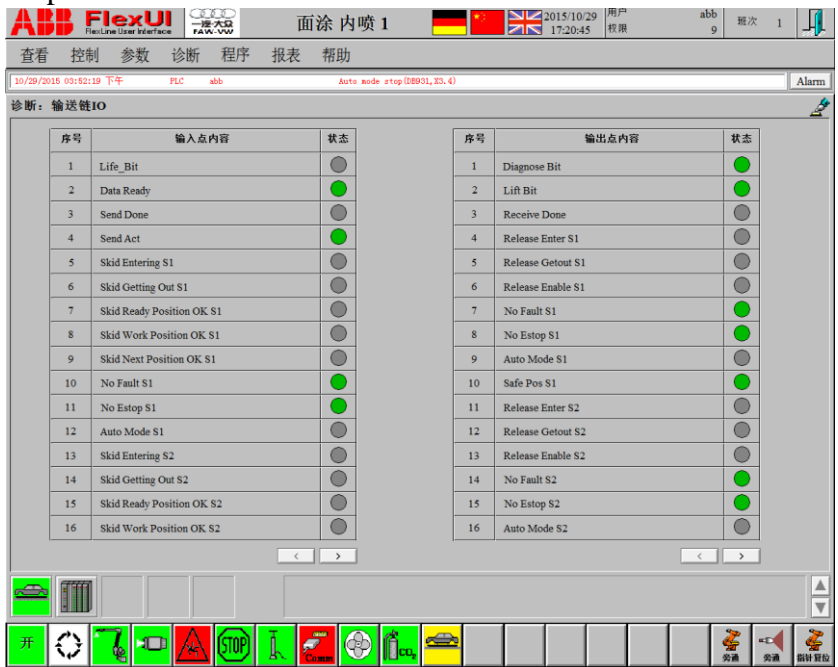 ABB FlexUI 一汽-大众 面涂 内喷 1 2015/10/29 用户 abb 班次 1
FlexLine User Interface FAW-VW 17:20:45 权限 9
查看 控制 参数 诊断 程序 报表 帮助
10/29/2015 03:52:19 下午 PLC abb Auto mode stop(DB931,X3.4) Alarm
诊断：输送链IO
序号 输入点内容 状态 序号 输出点内容 状态
1 Life_Bit 1 Diagnose Bit
2 Data Ready 2 Lift Bit
3 Send Done 3 Receive Done
4 Send Act 4 Release Enter S1
5 Skid Entering S1 5 Release Getout S1
6 Skid Getting Out S1 6 Release Enable S1
7 Skid Ready Position OK S1 7 No Fault S1
8 Skid Work Position OK S1 8 No Estop S1
9 Skid Next Position OK S1 9 Auto Mode S1
10 No Fault S1 10 Safe Pos S1
11 No Estop S1 11 Release Enter S2
12 Auto Mode S1 12 Release Getout S2
13 Skid Entering S2 13 Release Enable S2
14 Skid Getting Out S2 14 No Fault S2
15 Skid Ready Position OK S2 15 No Estop S2
16 Skid Work Position OK S2 16 Auto Mode S2
< > < >
开 STOP Comm CO₂ 旁通 旁通 指针复位